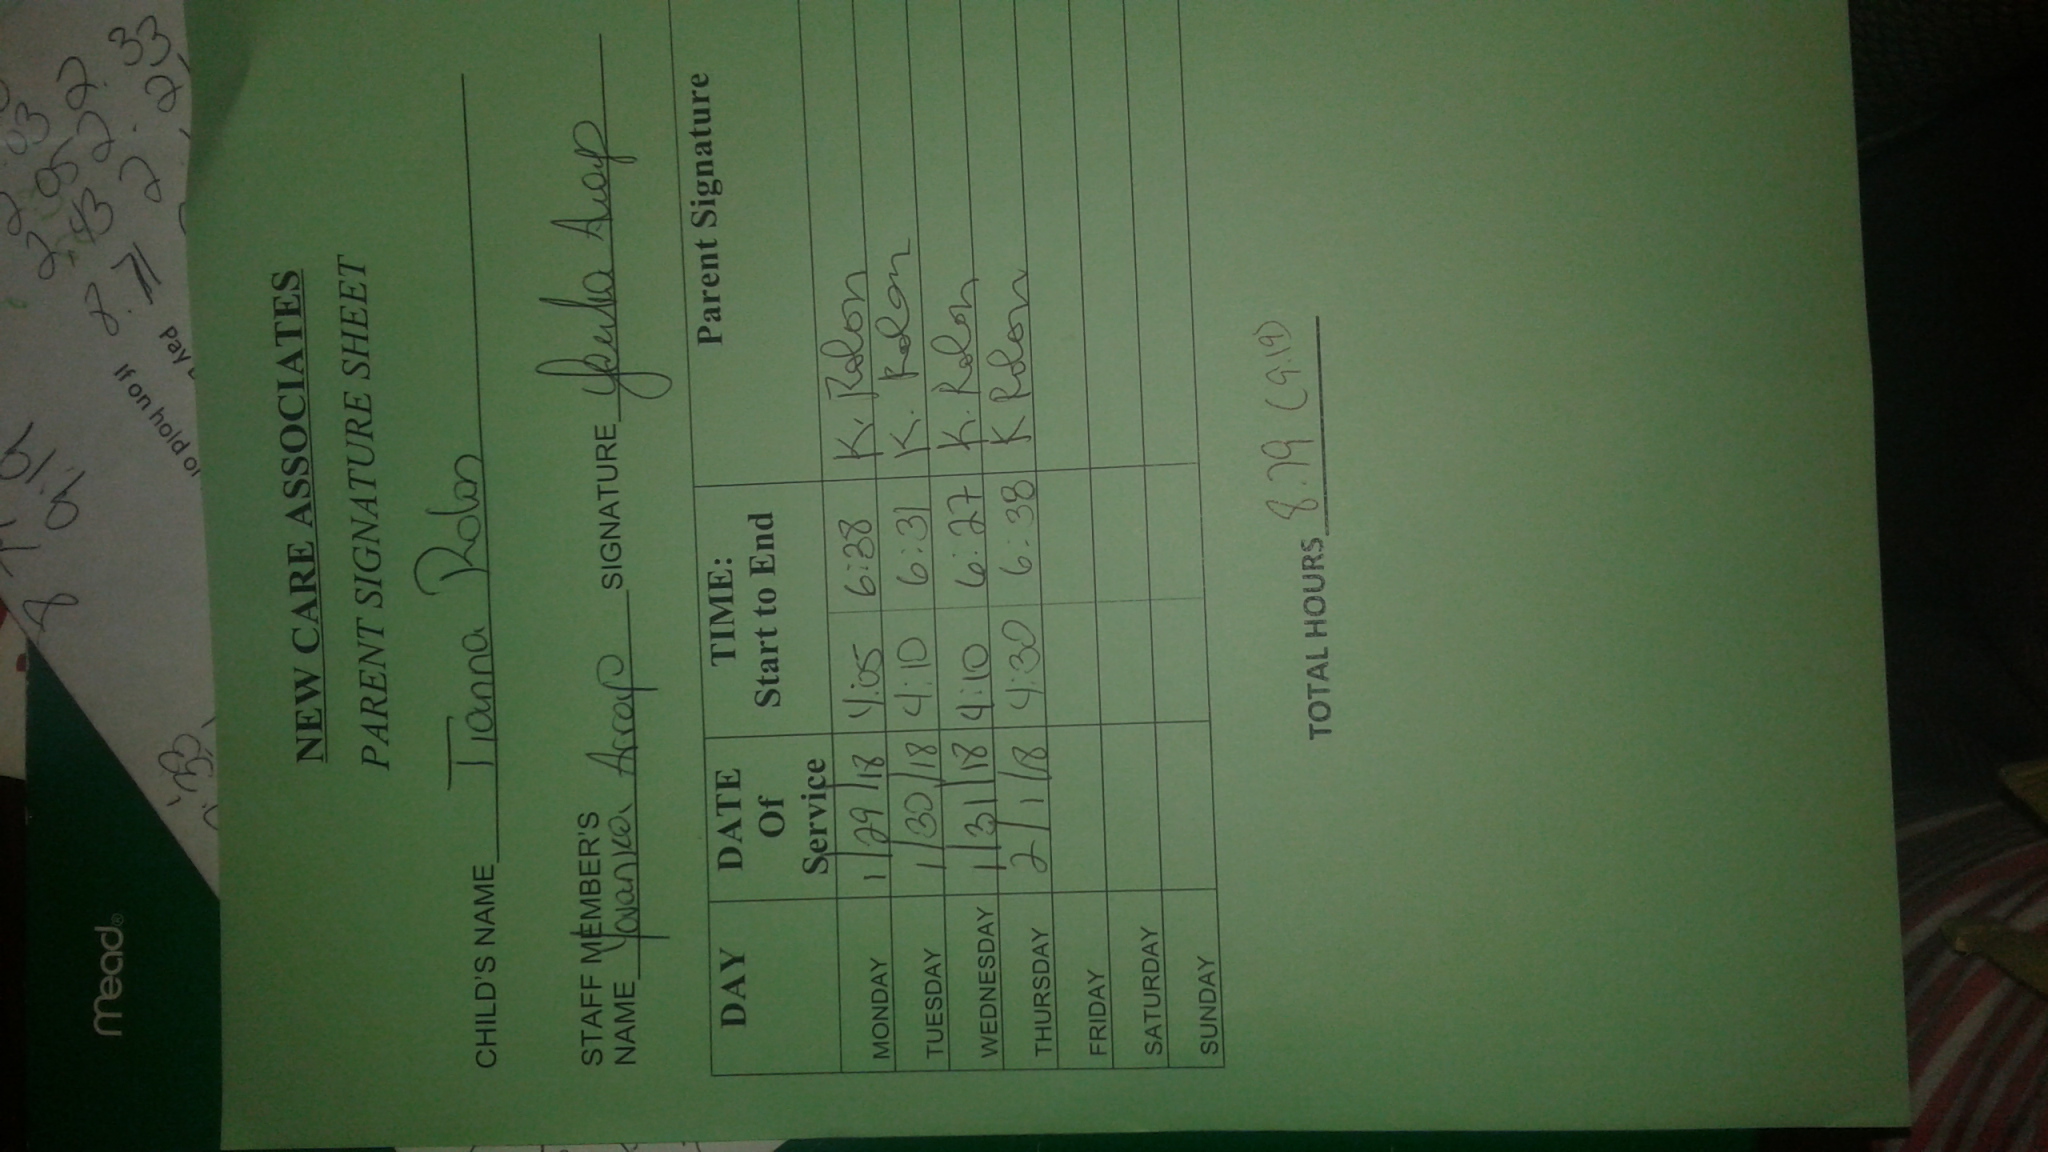 mead
NEW CARE ASSOCIATES
PARENT SIGNATURE SHEET
CHILD'S NAME Tianna Rolon
STAFF MEMBER'S
NAME Arroyo SIGNATURE
DAY DATE Of Service TIME: Start to End Parent Signature
MONDAY 1/29/18 4:05 6:38 K. Rolon
TUESDAY 1/30/18 4:10 6:31 K. Rolon
WEDNESDAY 1/31/18 4:10 6:27 K. Rolon
THURSDAY 2/1/18 4:30 6:38 K Rolon
FRIDAY
SATURDAY
SUNDAY
TOTAL HOURS 8.79 (9.19)
9:19
If on hold
Pay